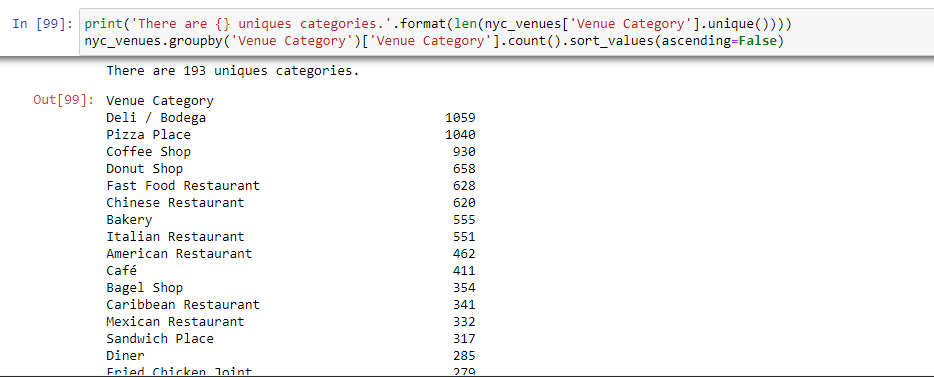 In [99]: print('There are {} uniques categories.'.format(len(nyc_venues['Venue Category'].unique())))
nyc_venues.groupby('Venue Category')['Venue Category'].count().sort_values(ascending=False)
There are 193 uniques categories.
Out[99]: Venue Category
Deli / Bodega 1059
Pizza Place 1040
Coffee Shop 930
Donut Shop 658
Fast Food Restaurant 628
Chinese Restaurant 620
Bakery 555
Italian Restaurant 551
American Restaurant 462
Café 411
Bagel Shop 354
Caribbean Restaurant 341
Mexican Restaurant 332
Sandwich Place 317
Diner 285
Fried Chicken Joint 279